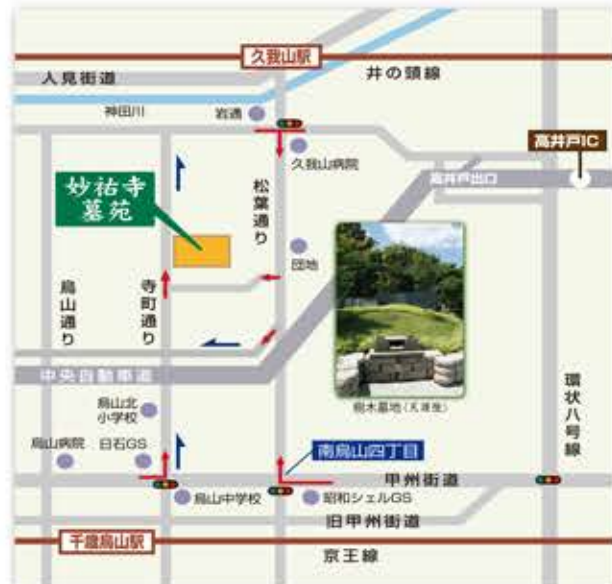 久我山駅
井の頭線
人見街道
神田川
岩通
高井戸IC
久我山病院
高井戸出口
妙祐寺
墓苑
松葉通り
団地
烏山通り
寺町通り
中央自動車道
環状八号線
烏山北
小学校
烏山病院
日石GS
南烏山四丁目
甲州街道
烏山中学校
昭和シェルGS
旧甲州街道
千歳烏山駅
京王線